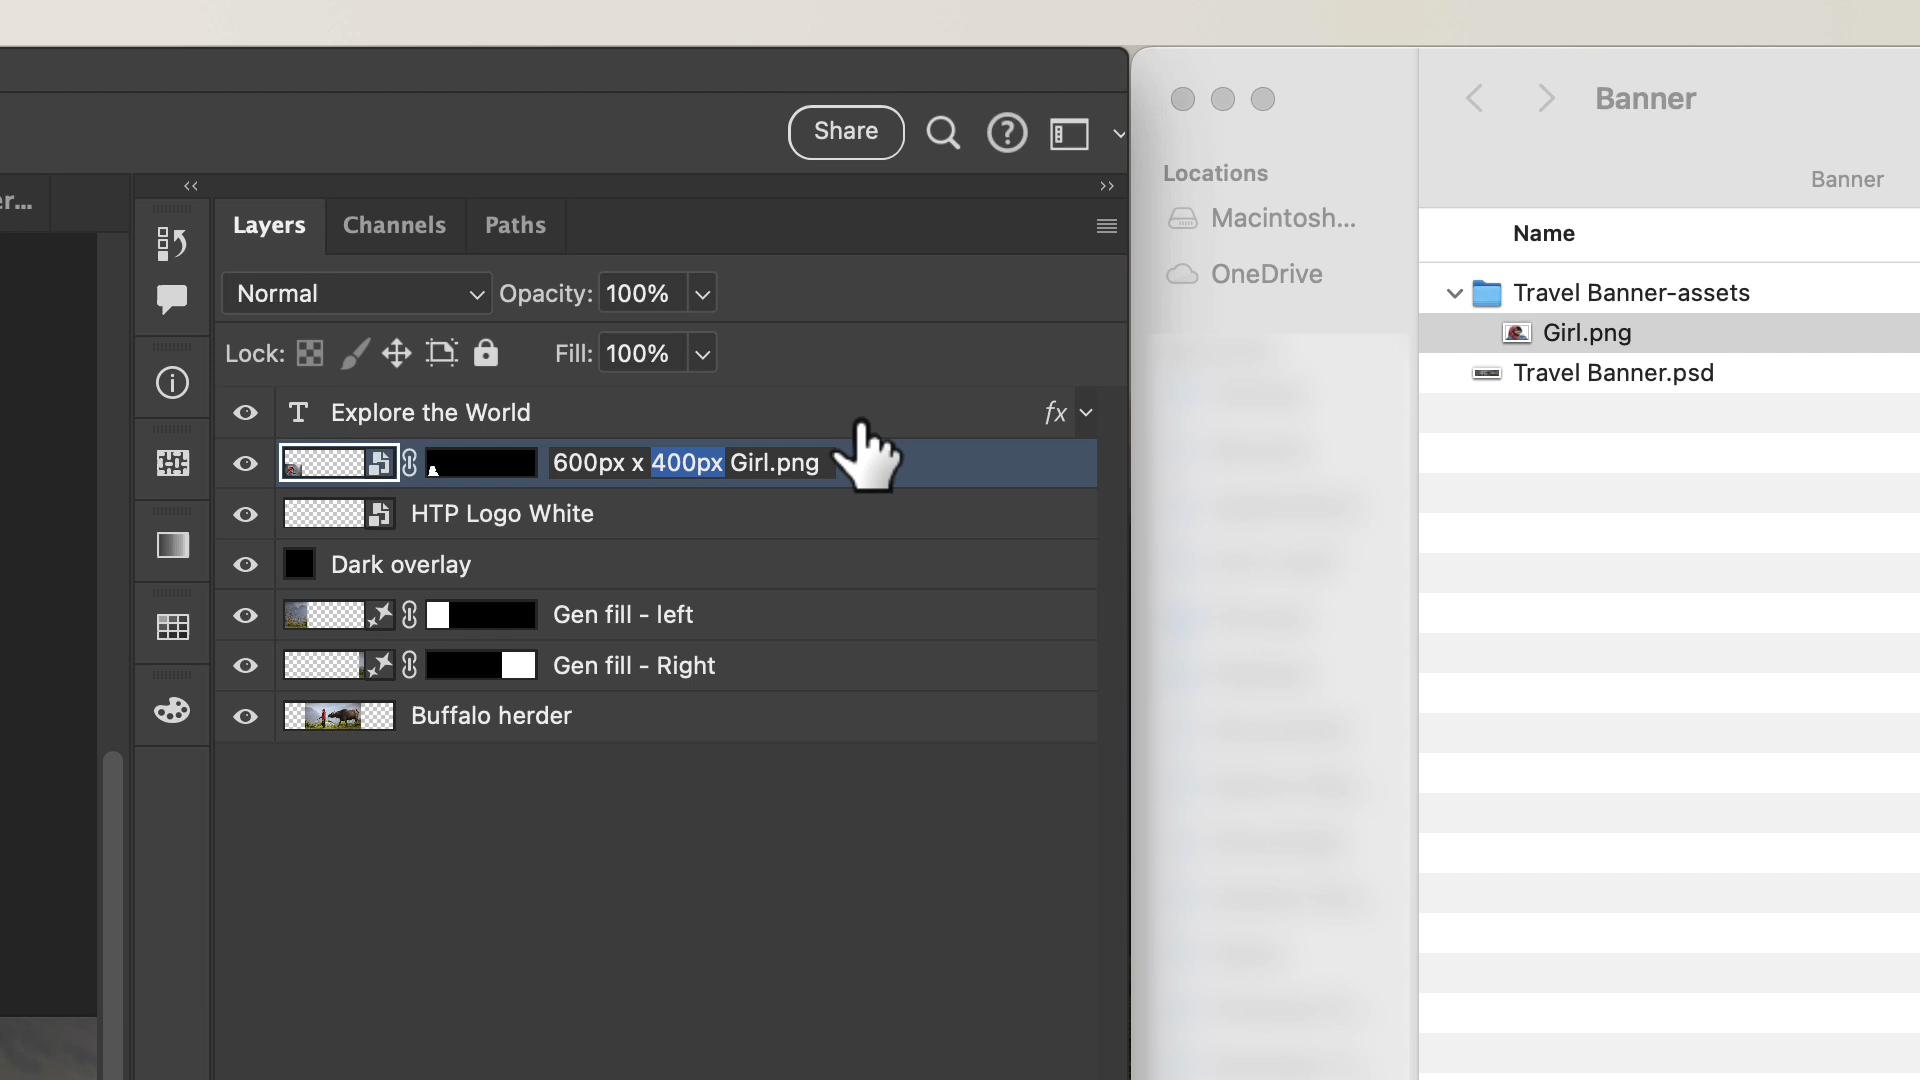 Share
er...
Layers
Channels
Paths
Normal
Opacity:
100%
Lock:
Fill:
100%
T
Explore the World
fx
600px x 400px Girl.png
HTP Logo White
Dark overlay
Gen fill - left
Gen fill - Right
Buffalo herder
Banner
Locations
Macintosh...
OneDrive
Banner
Name
Travel Banner-assets
Girl.png
Travel Banner.psd